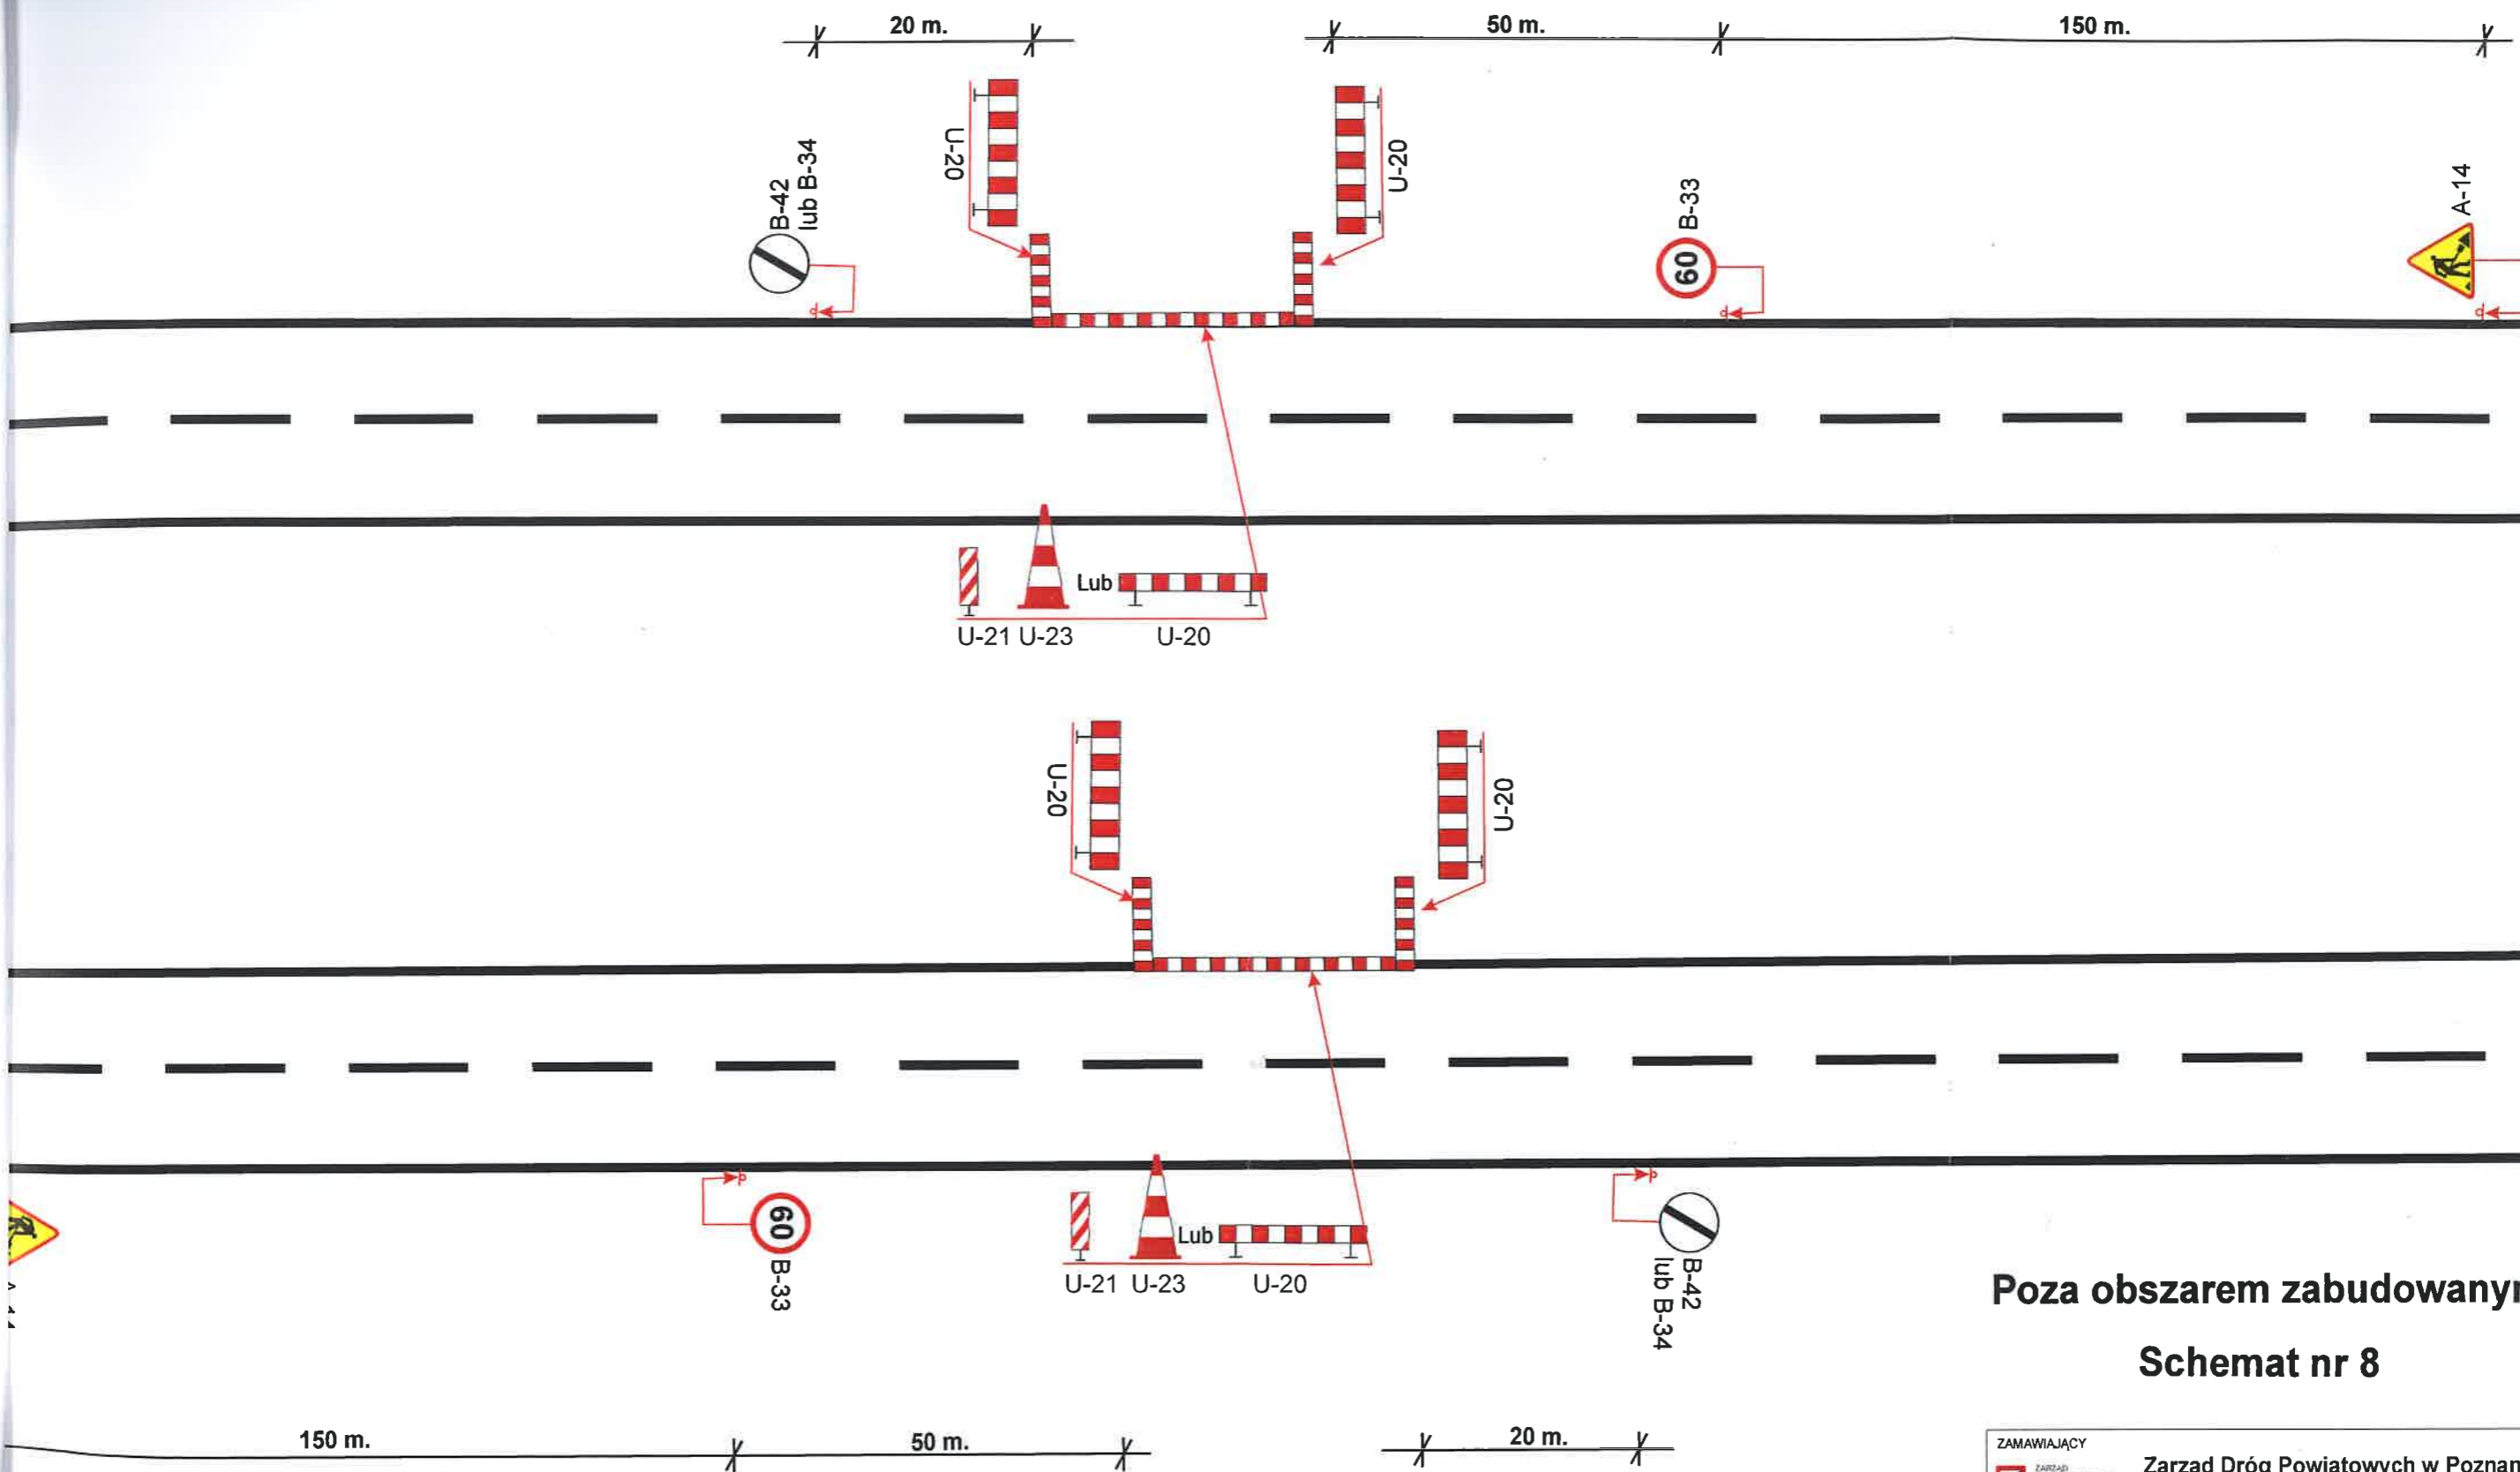 20 m.
50 m.
150 m.
U-20
U-20
B-42
lub B-34
B-33
A-14
60
Lub
U-21 U-23 U-20
U-20
U-20
60
B-33
Lub
U-21 U-23 U-20
B-42
lub B-34
Poza obszarem
Schemat nr 8
150 m.
50 m.
20 m.
ZAMAWIAJĄCY
ZARZĄD
Zarząd Dróg Powiatowych w